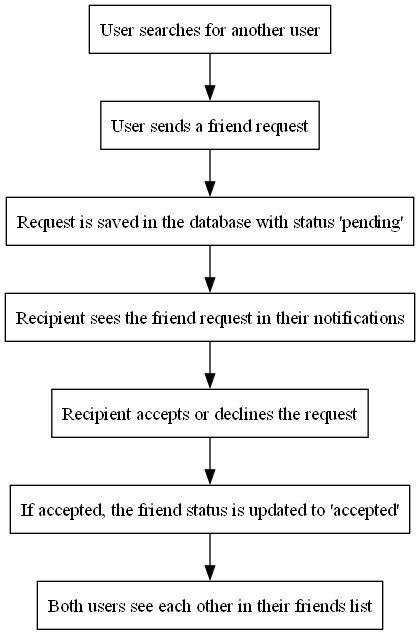 User searches for another user
User sends a friend request
Request is saved in the database with status 'pending'
Recipient sees the friend request in their notifications
Recipient accepts or declines the request
If accepted, the friend status is updated to 'accepted'
Both users see each other in their friends list